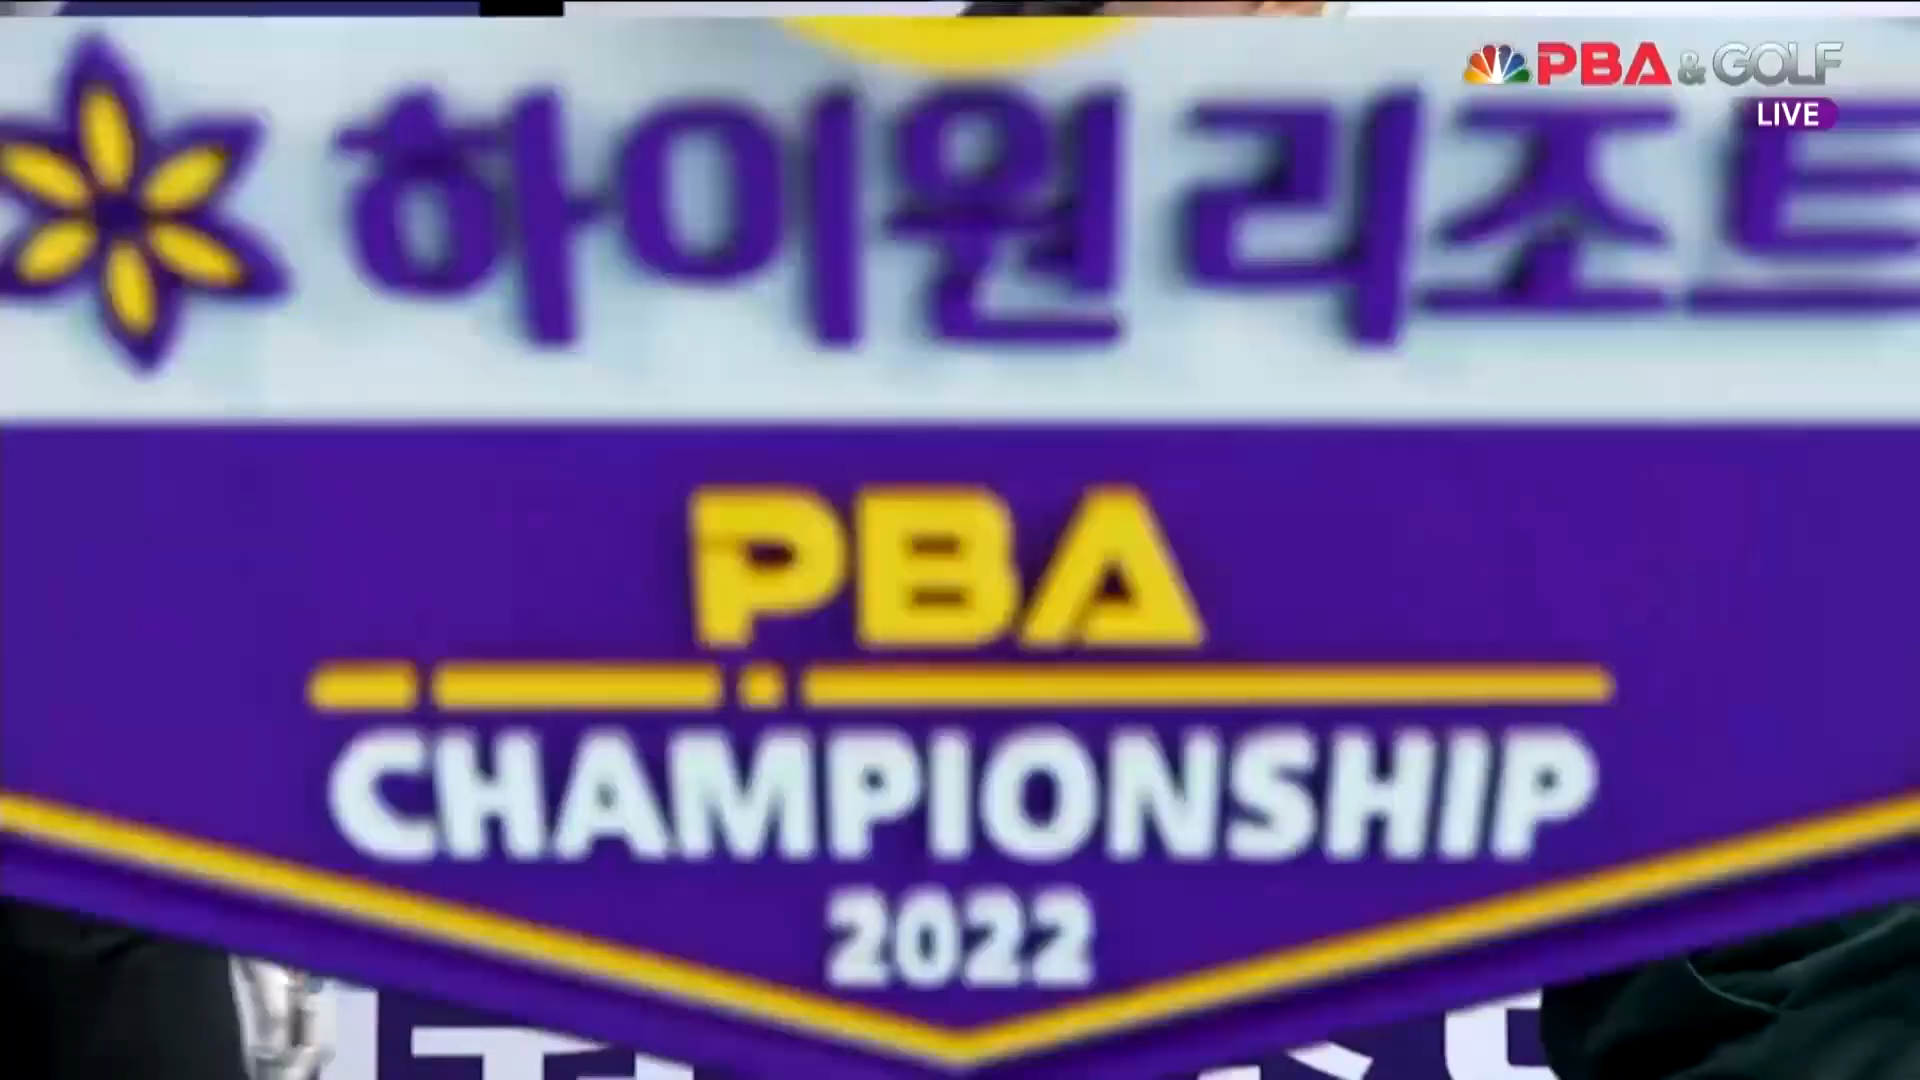 PBA & GOLF
LIVE
하이원리조트
PBA
CHAMPIONSHIP
2022